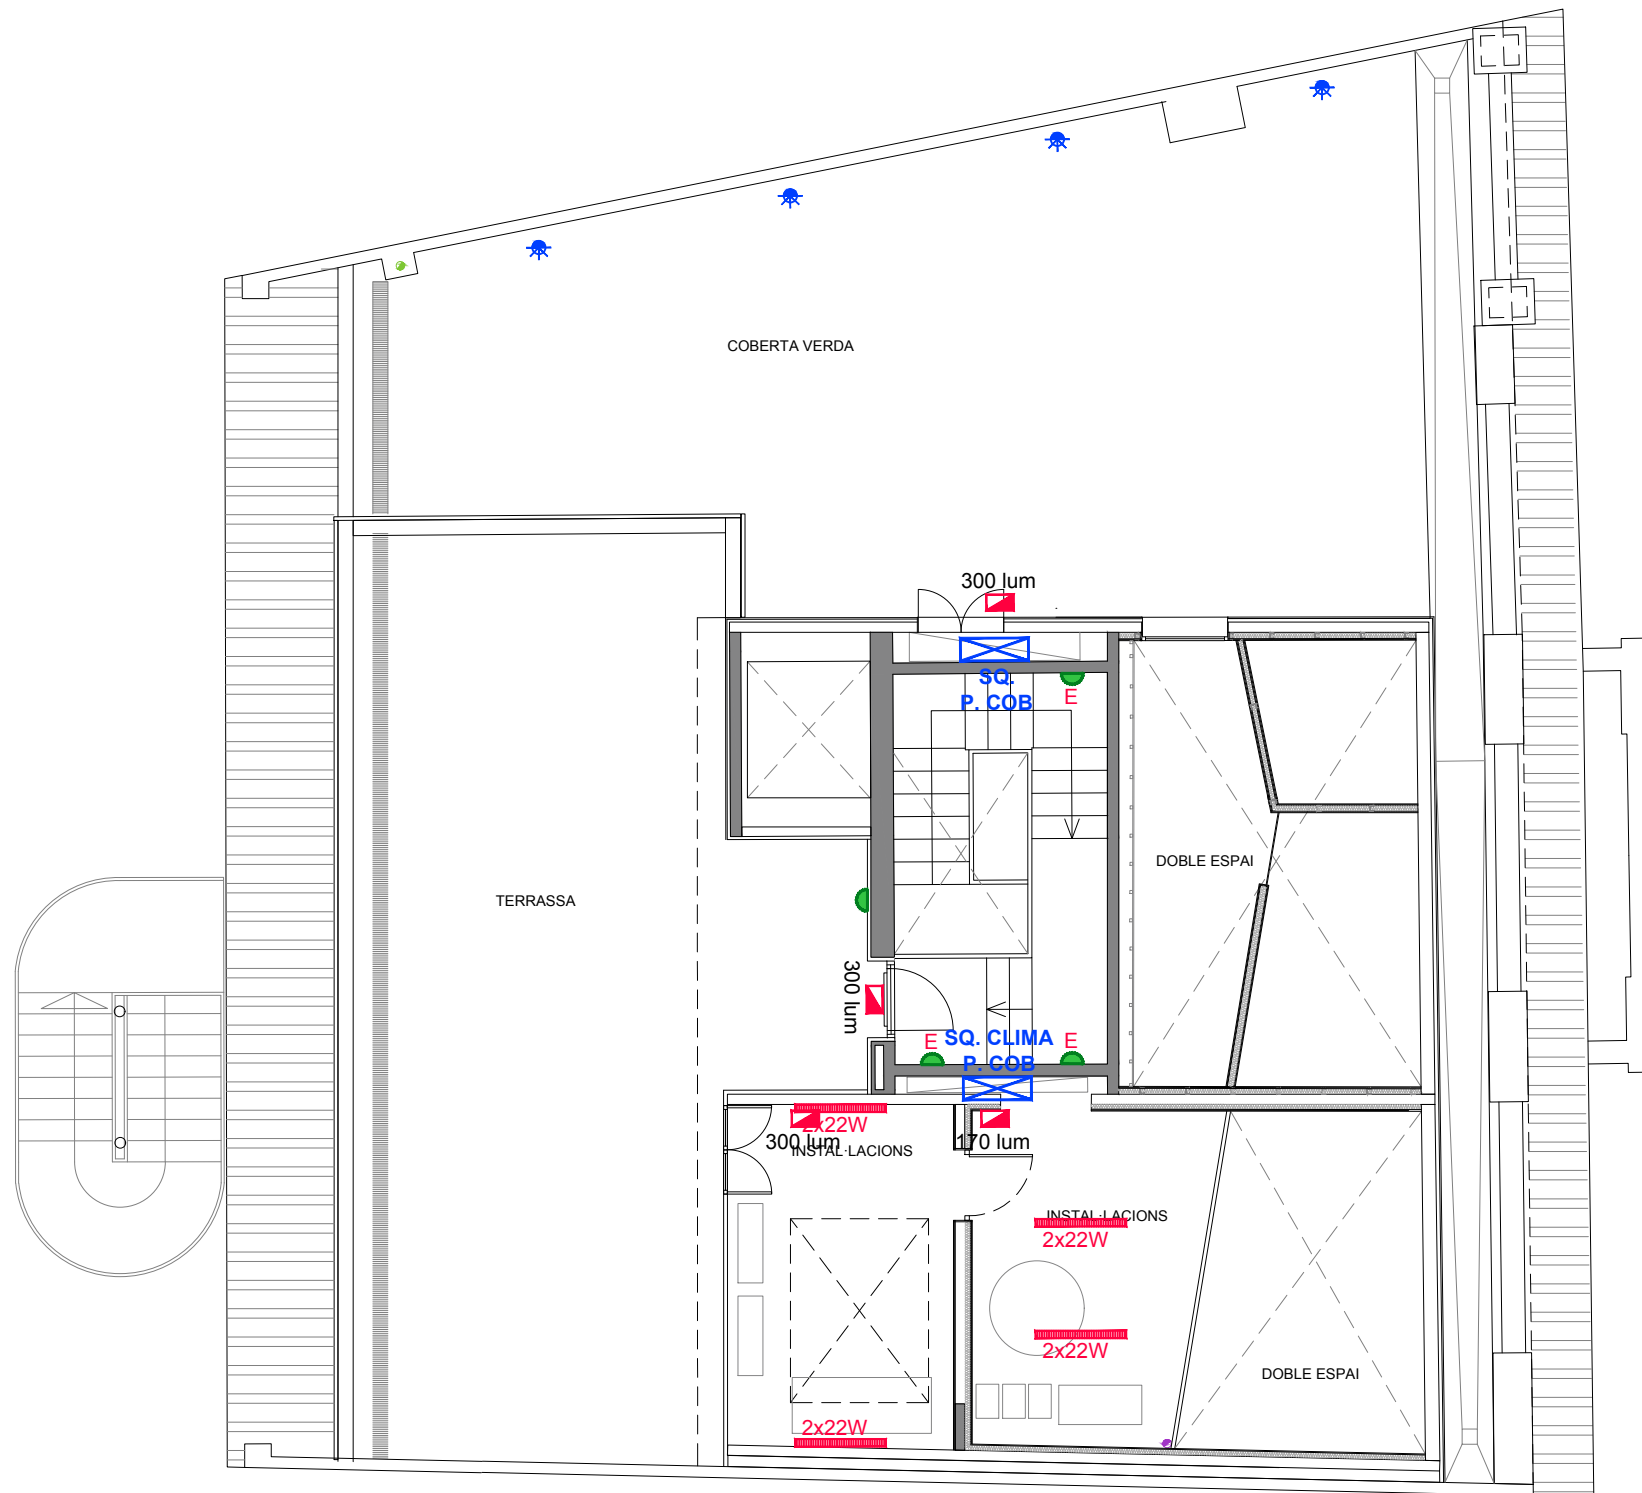 COBERTA VERDA
300 lum
SQ.
P. COB
E
DOBLE ESPAI
TERRASSA
300 lum
E
SQ. CLIMA
P. COB
E
2x22W
300 lum
170 lum
INSTAL·LACIONS
INSTAL·LACIONS
2x22W
2x22W
DOBLE ESPAI
2x22W